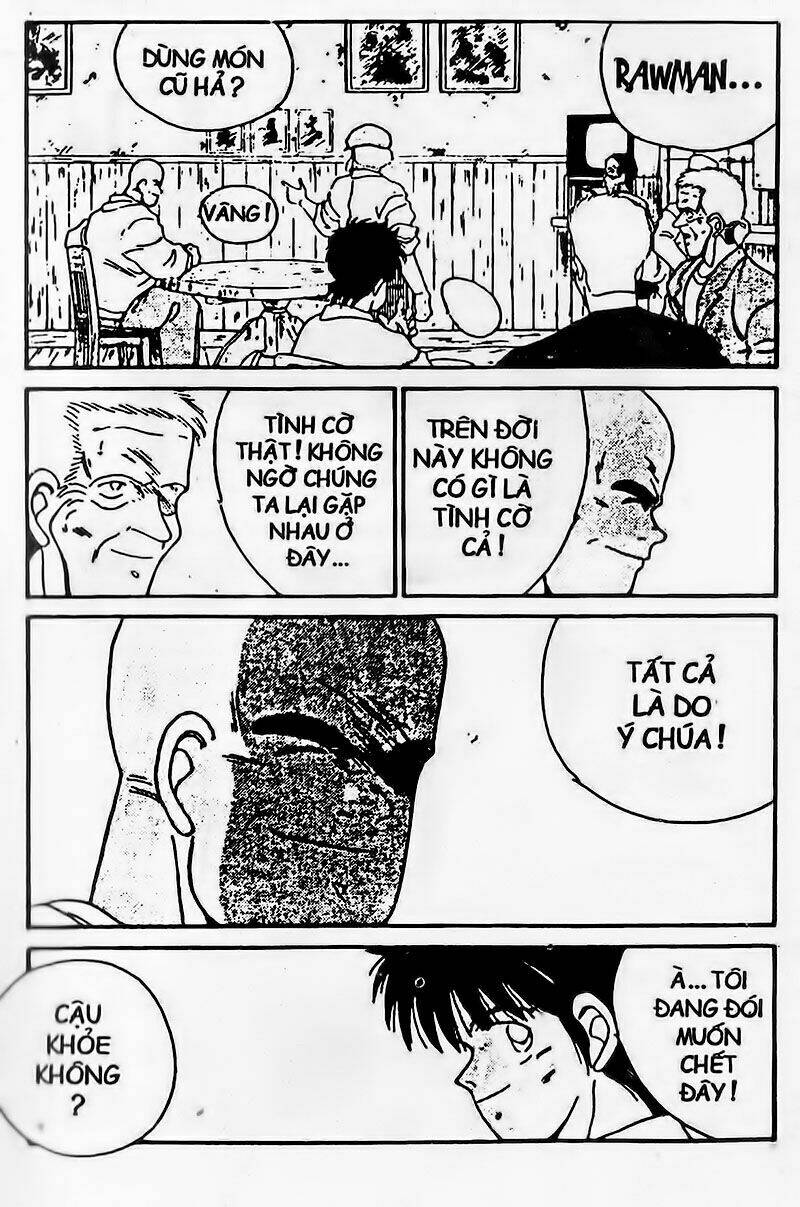 DÙNG MÓN
CŨ HẢ?
VÂNG!
RAWMAN...
TÌNH CỜ
THẬT! KHÔNG
NGỜ CHÚNG
TA LẠI GẶP
NHAU Ở
ĐÂY...
TRÊN ĐỜI
NÀY KHÔNG
CÓ GÌ LÀ
TÌNH CỜ
CẢ!
TẤT CẢ
LÀ DO
Ý CHÚA!
CẬU
KHỎE
KHÔNG
?
À... TÔI
ĐANG ĐÓI
MUỐN
CHẾT
ĐÂY!